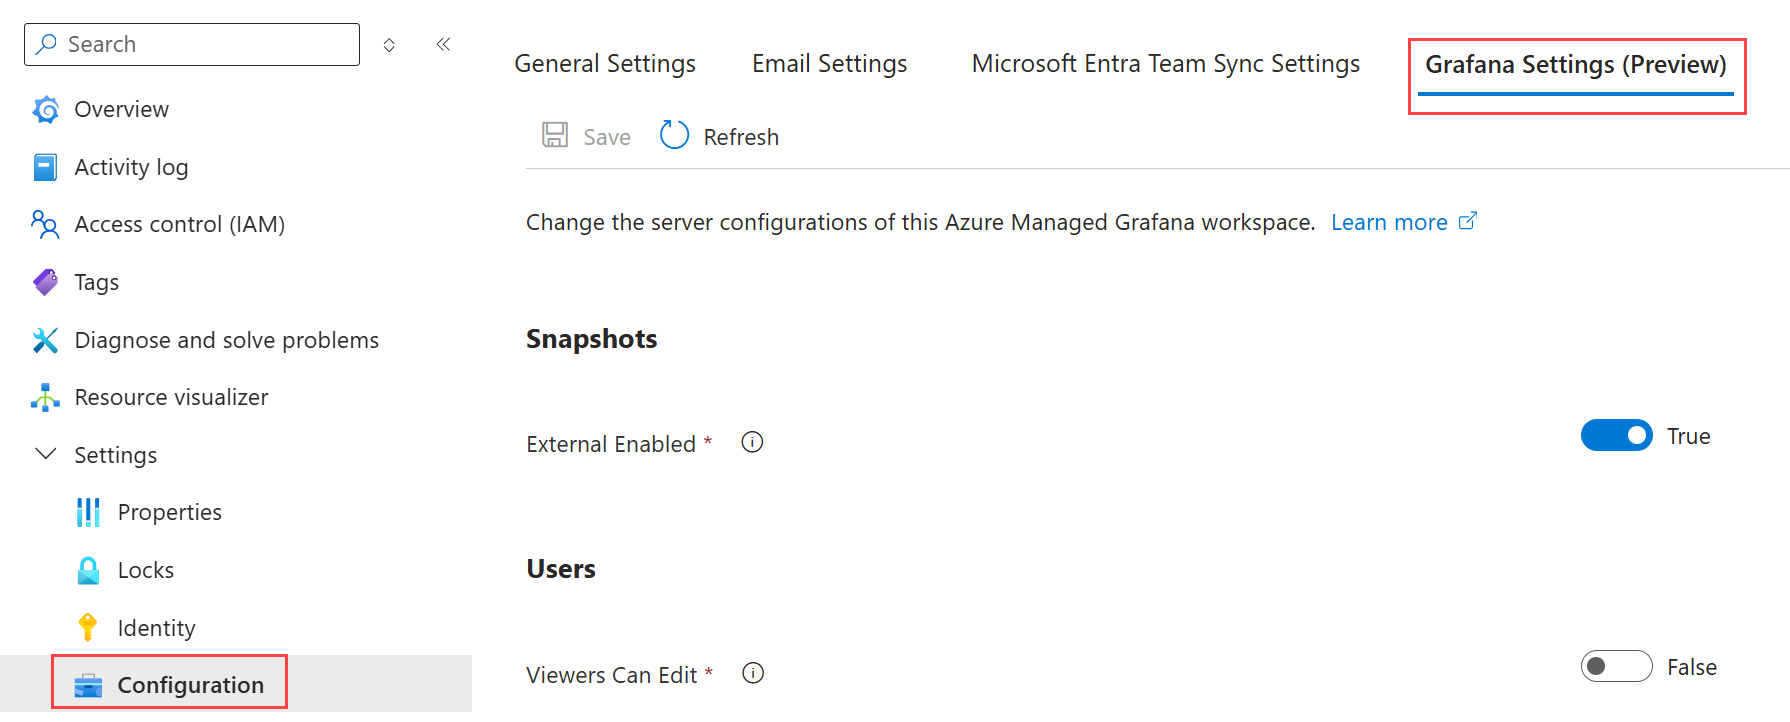 Search
Overview
Activity log
Access control (IAM)
Tags
Diagnose and solve problems
Resource visualizer
Settings
Properties
Locks
Identity
Configuration
General Settings
Email Settings
Microsoft Entra Team Sync Settings
Grafana Settings (Preview)
Save
Refresh
Change the server configurations of this Azure Managed Grafana workspace. Learn more
Snapshots
External Enabled *
True
Users
Viewers Can Edit *
False